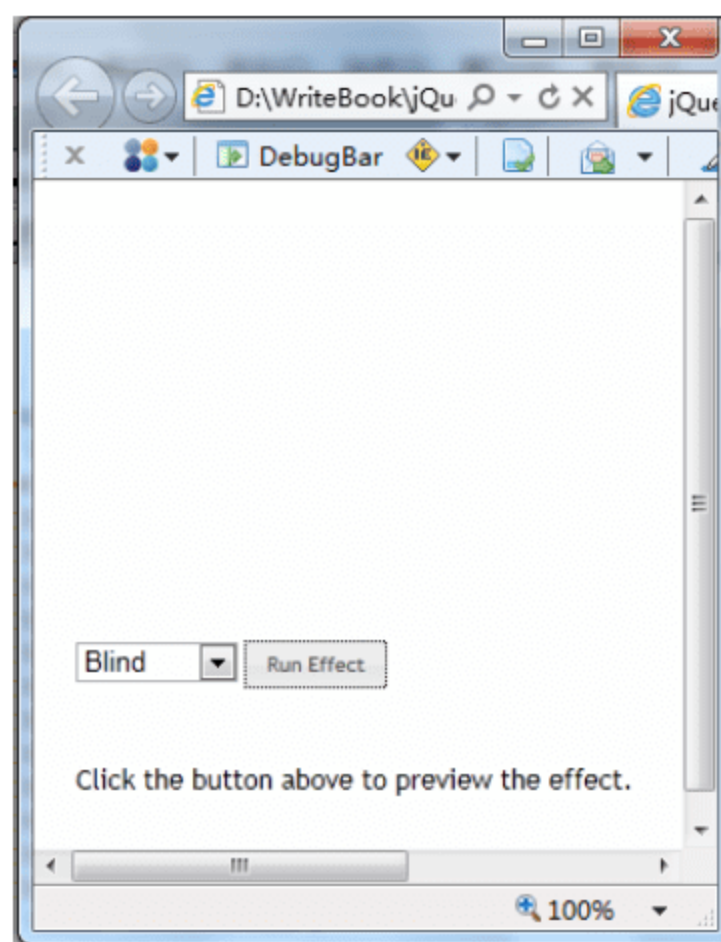 D:\WriteBook\jQu
jQue
DebugBar
Blind
Run Effect
Click the button above to preview the effect.
100%